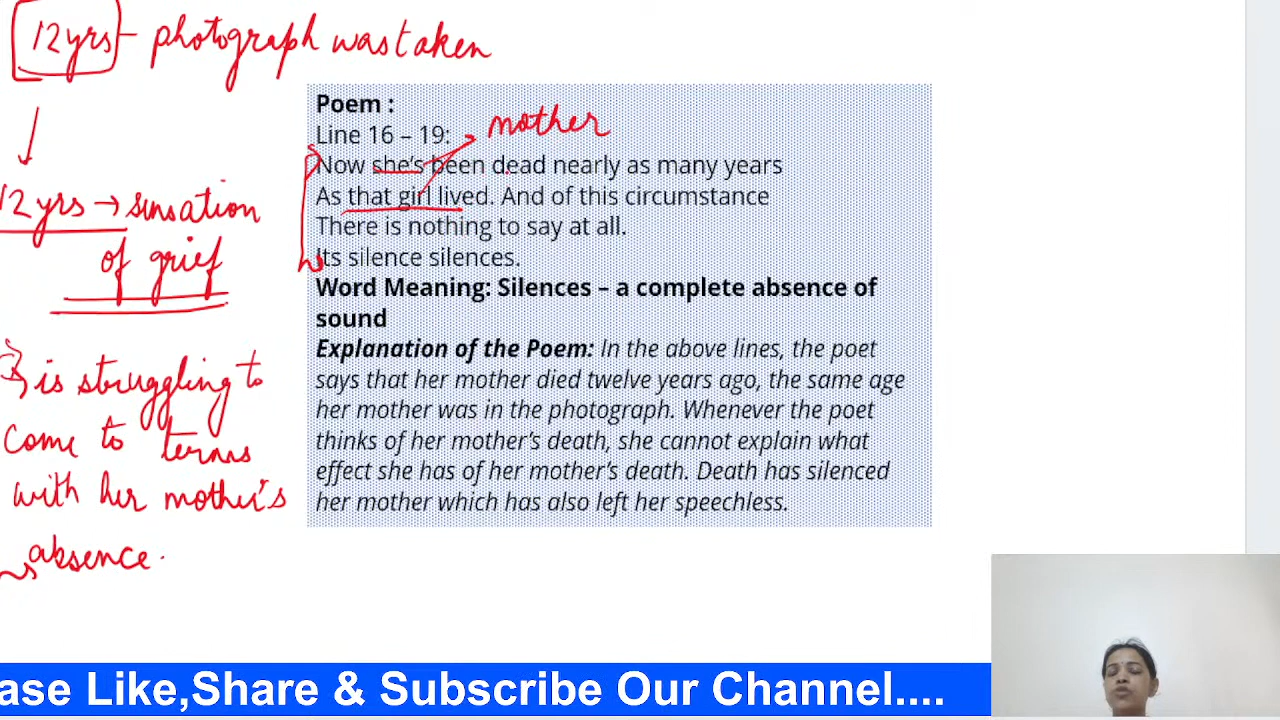 12yrs - photograph was taken
Poem :
mother
Line 16 – 19:
Now she's been dead nearly as many years
As that girl lived. And of this circumstance
There is nothing to say at all.
Its silence silences.
12 yrs → sensation
of grief
Word Meaning: Silences – a complete absence of
sound
Explanation of the Poem: In the above lines, the poet
says that her mother died twelve years ago, the same age
her mother was in the photograph. Whenever the poet
thinks of her mother's death, she cannot explain what
effect she has of her mother's death. Death has silenced
her mother which has also left her speechless.
is struggling to
come to terms
with her mother's
absence.
ase Like,Share & Subscribe Our Channel....